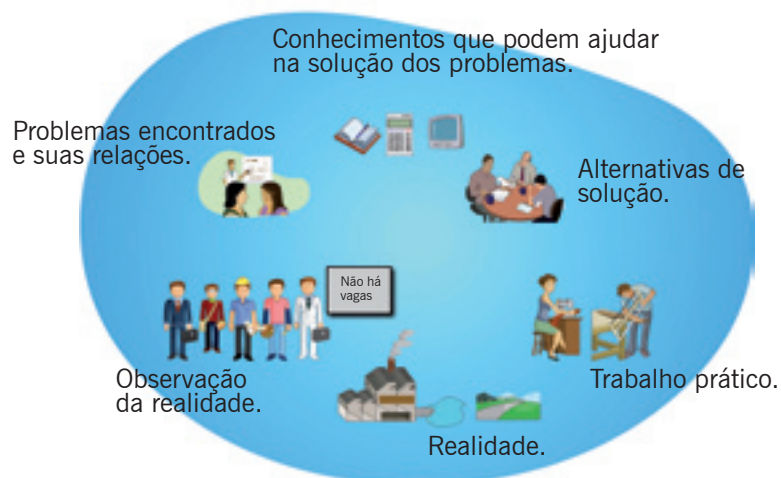 Conhecimentos que podem ajudar
na solução dos problemas.
Problemas encontrados
e suas relações.
Alternativas de
solução.
Não há
vagas
Observação
da realidade.
Trabalho prático.
Realidade.